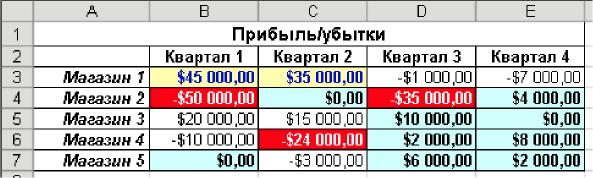 A B C D E
1 Прибыль/убытки
2 Квартал 1 Квартал 2 Квартал 3 Квартал 4
3 Магазин 1 $45 000,00 $35 000,00 -$1 000,00 -$7 000,00
4 Магазин 2 -$50 000,00 $0,00 -$35 000,00 $4 000,00
5 Магазин 3 $20 000,00 $15 000,00 $10 000,00 $0,00
6 Магазин 4 -$10 000,00 -$24 000,00 $2 000,00 $8 000,00
7 Магазин 5 $0,00 -$3 000,00 $6 000,00 $2 000,00